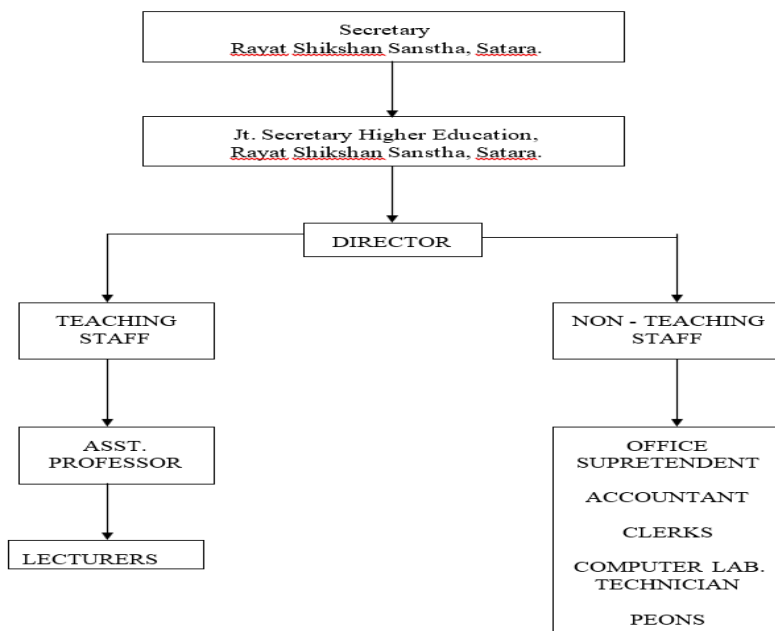 Secretary
Rayat Shikshan Sanstha, Satara.
Jt. Secretary Higher Education,
Rayat Shikshan Sanstha, Satara.
DIRECTOR
TEACHING
STAFF
NON - TEACHING
STAFF
ASST.
PROFESSOR
LECTURERS
OFFICE
SUPRETENDENT
ACCOUNTANT
CLERKS
COMPUTER LAB.
TECHNICIAN
PEONS